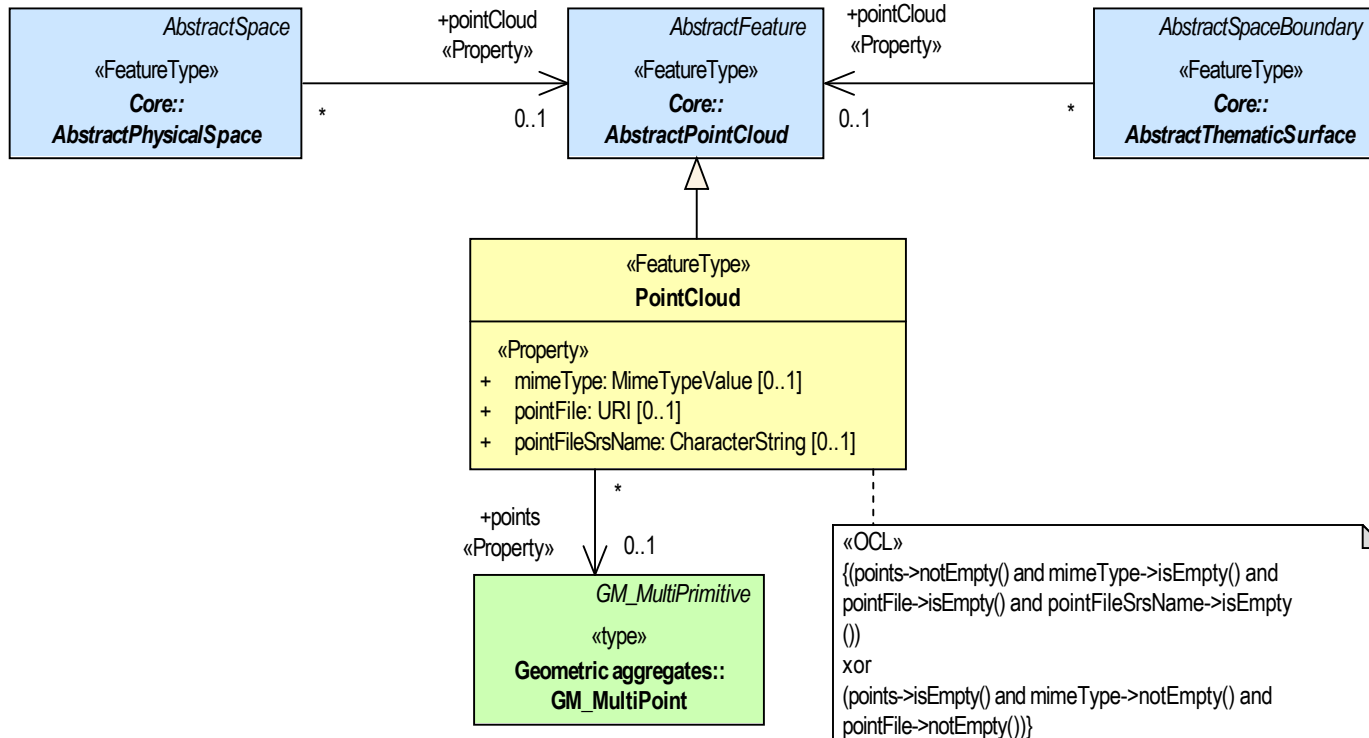 AbstractSpace
«FeatureType»
Core::
AbstractPhysicalSpace
+pointCloud
«Property»
*
0..1
AbstractFeature
«FeatureType»
Core::
AbstractPointCloud
+pointCloud
«Property»
0..1
*
AbstractSpaceBoundary
«FeatureType»
Core::
AbstractThematicSurface
«FeatureType»
PointCloud
«Property»
+ mimeType: MimeTypeValue [0..1]
+ pointFile: URI [0..1]
+ pointFileSrsName: CharacterString [0..1]
*
+points
«Property»
0..1
GM_MultiPrimitive
«type»
Geometric aggregates::
GM_MultiPoint
«OCL»
{(points->notEmpty() and mimeType->isEmpty() and
pointFile->isEmpty() and pointFileSrsName->isEmpty
())
xor
(points->isEmpty() and mimeType->notEmpty() and
pointFile->notEmpty())}